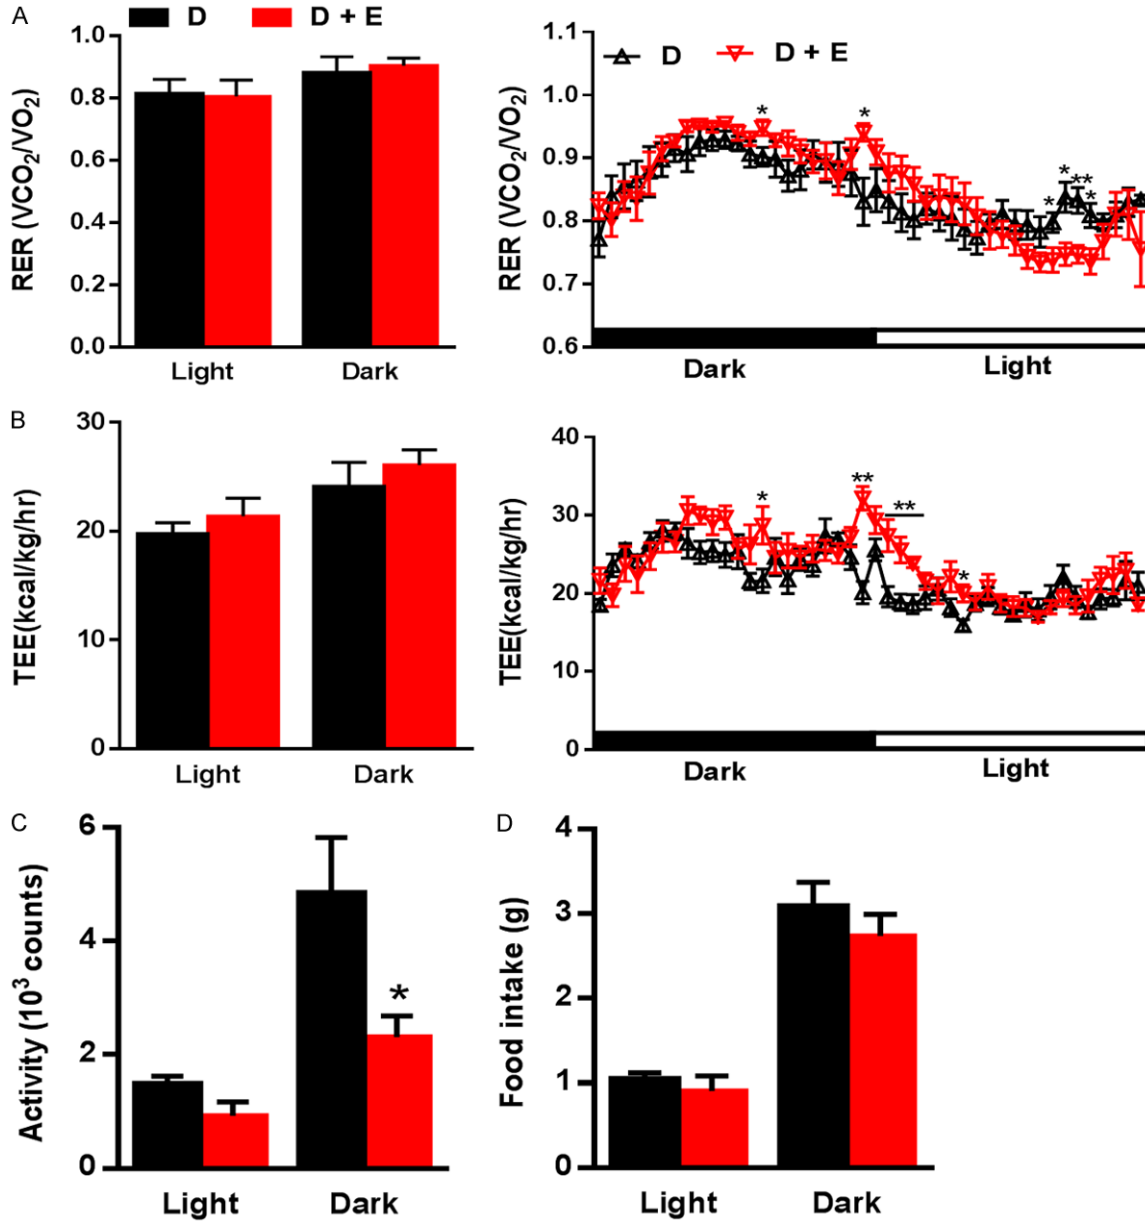 A
D
D + E
RER (VCO2/VO2)
1.0
0.8
0.6
0.4
0.2
0.0
Light
Dark
D
D + E
RER (VCO2/VO2)
1.1
1.0
0.9
0.8
0.7
0.6
*
*
*
*
**
*
*
Dark
Light
B
TEE(kcal/kg/hr)
30
20
10
0
Light
Dark
TEE(kcal/kg/hr)
40
30
20
10
0
*
**
**
*
Dark
Light
C
Activity (10³ counts)
6
4
2
0
*
Light
Dark
D
Food intake (g)
4
3
2
1
0
Light
Dark